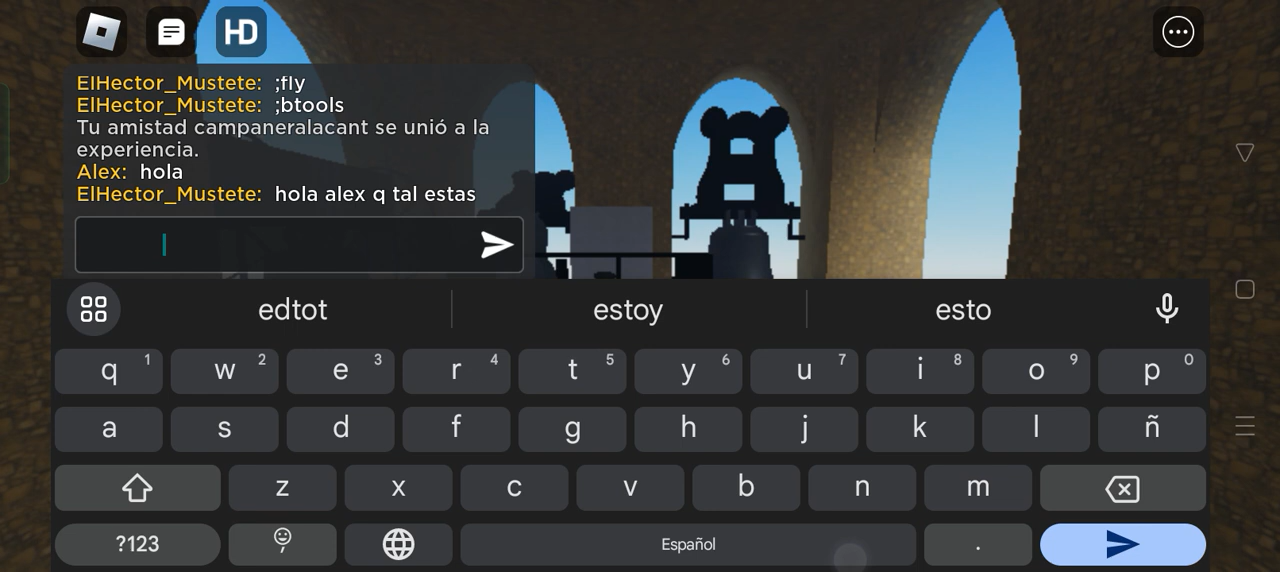 HD
ElHector_Mustete: ;fly
ElHector_Mustete: ;btools
Tu amistad campaneralacant se unió a la
experiencia.
Alex: hola
ElHector_Mustete: hola alex q tal estas
edtot estoy esto
q 1 w 2 e 3 r 4 t 5 y 6 u 7 i 8 o 9 p 0
a s d f g h j k l ñ
z x c v b n m
?123 , Español .